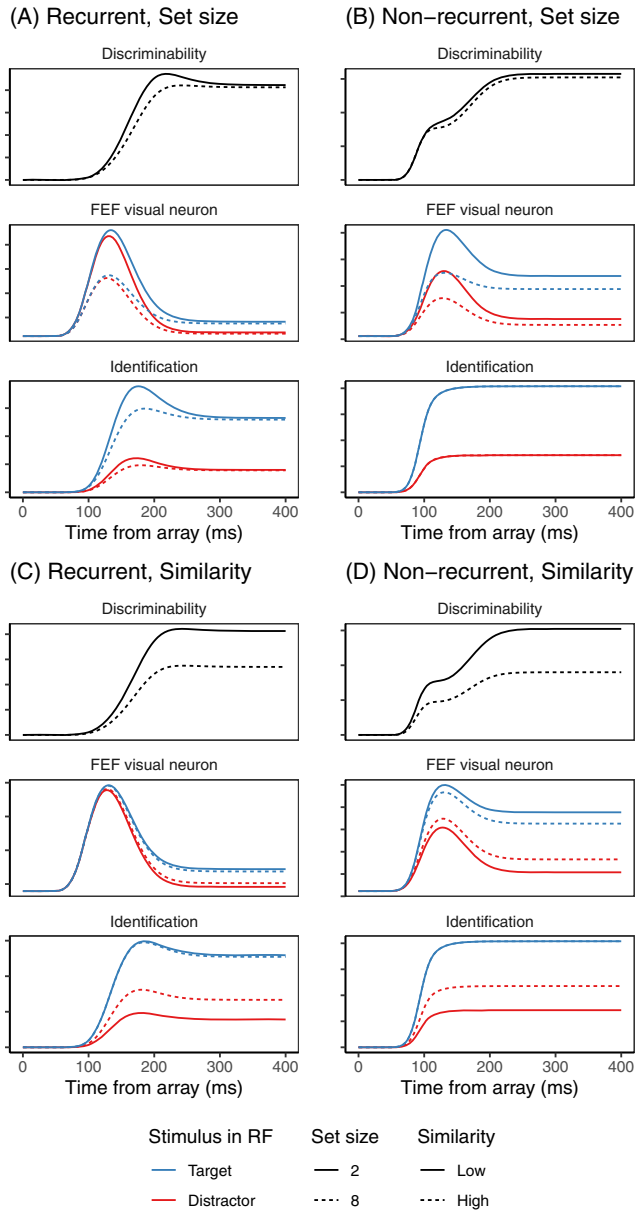 (A) Recurrent, Set size
(B) Non−recurrent, Set size
Discriminability
Discriminability
FEF visual neuron
FEF visual neuron
Identification
Identification
0 100 200 300 400
0 100 200 300 400
Time from array (ms)
Time from array (ms)
(C) Recurrent, Similarity
(D) Non−recurrent, Similarity
Discriminability
Discriminability
FEF visual neuron
FEF visual neuron
Identification
Identification
0 100 200 300 400
0 100 200 300 400
Time from array (ms)
Time from array (ms)
Stimulus in RF Set size Similarity
Target 2 Low
Distractor 8 High